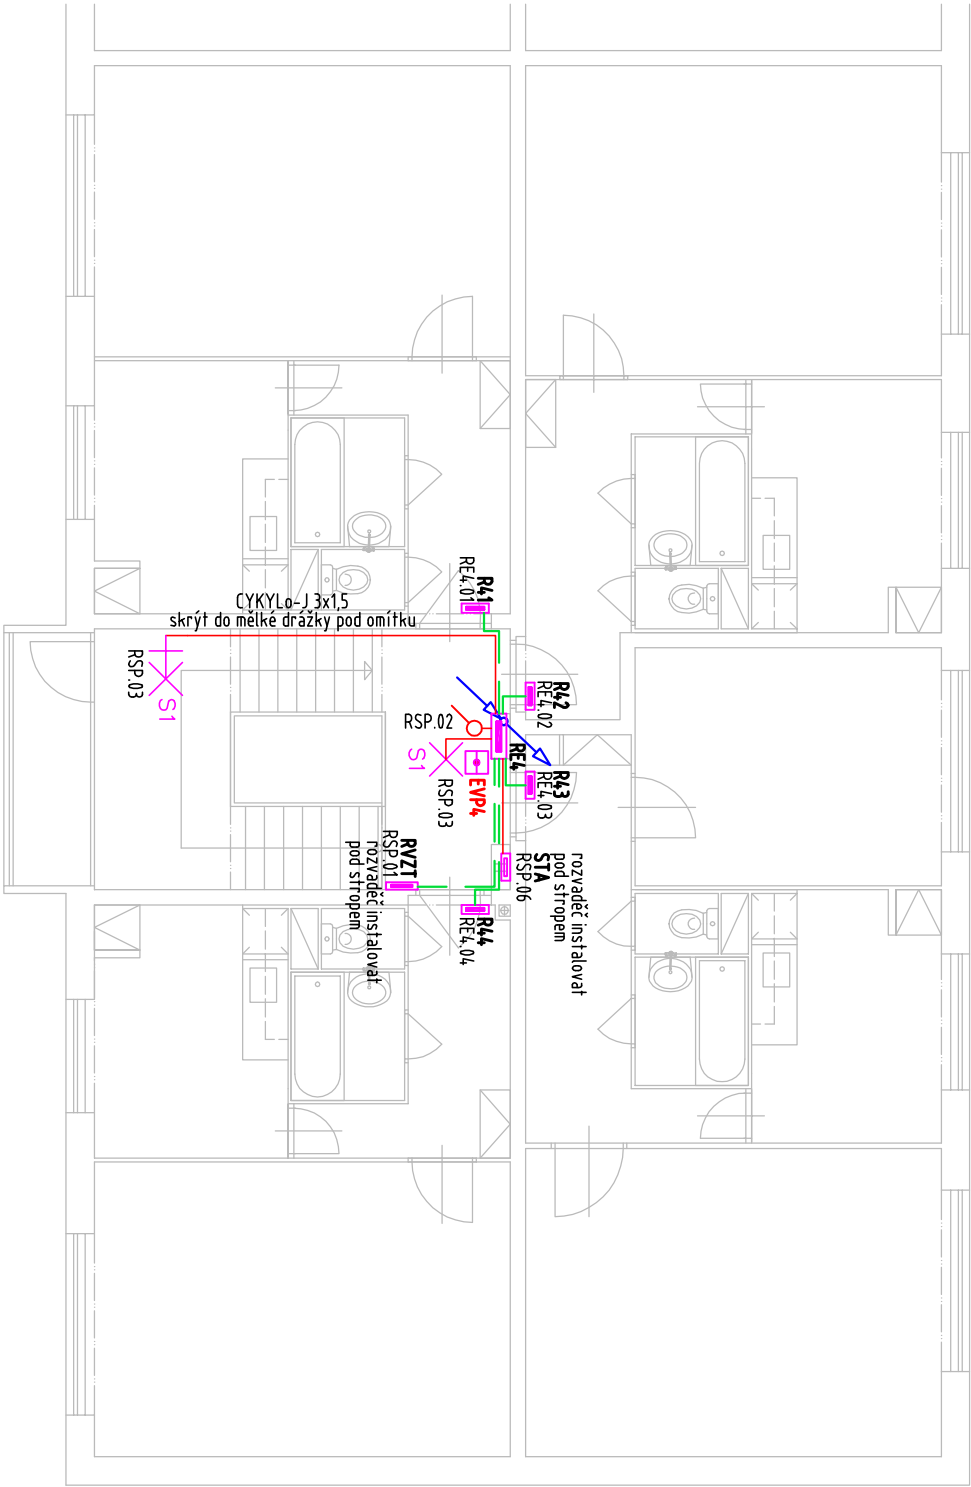 R41
RE4.01
CYKYLo-J 3x1,5
skrýt do mělké drážky pod omítku
RSP.03
S1
R42
RE4.02
RSP.02
RE4
S1
RSP.03
EVP4
R43
RE4.03
RVZT
RSP.01
rozvaděč instalovat
pod stropem
STA
RSP.06
rozvaděč instalovat
pod stropem
R44
RE4.04